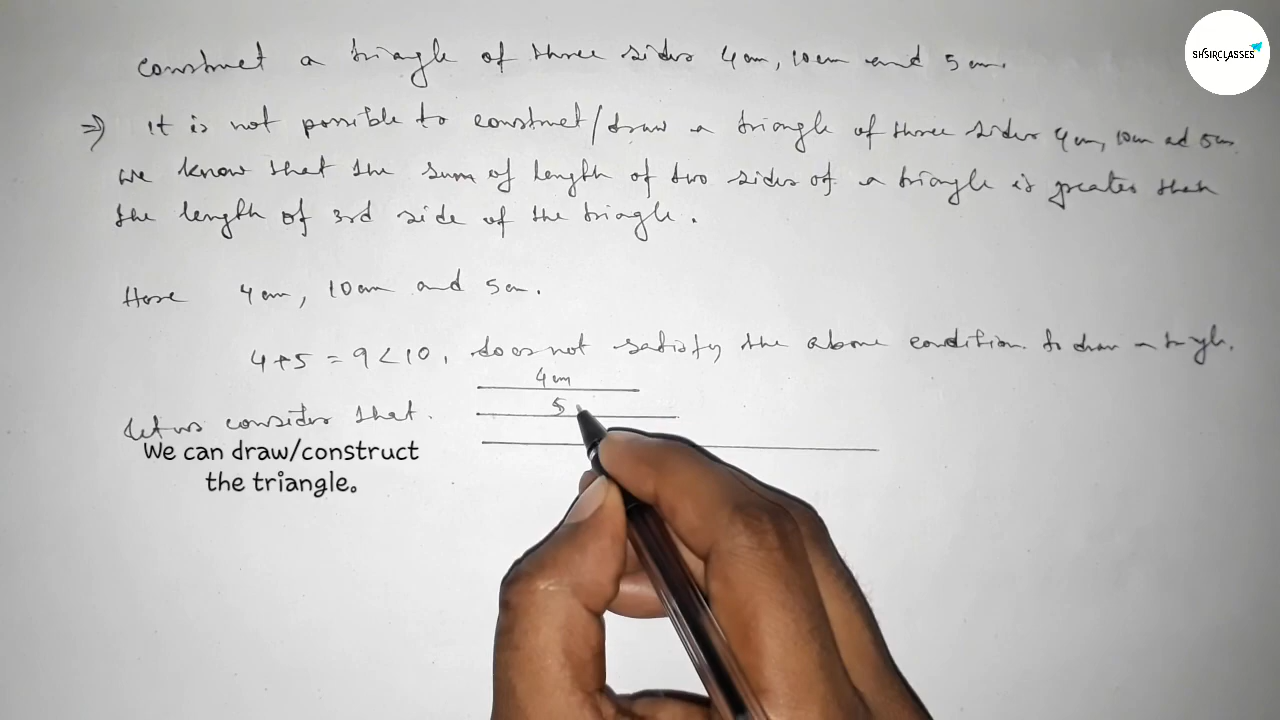 construct a triangle of three sides 4cm, 10cm and 5cm.
⇒ It is not possible to construct/draw a triangle of three sides 4cm, 10cm ad 5cm.
We know that the sum of length of two sides of a triangle is greater than
the length of 3rd side of the triagle.
Here 4cm, 10cm and 5cm.
4+5 = 9 < 10, does not satisfy the above condition to draw a
4cm
5
Let us consider that.
We can draw/construct
the triangle.
SHSIRCLASSES